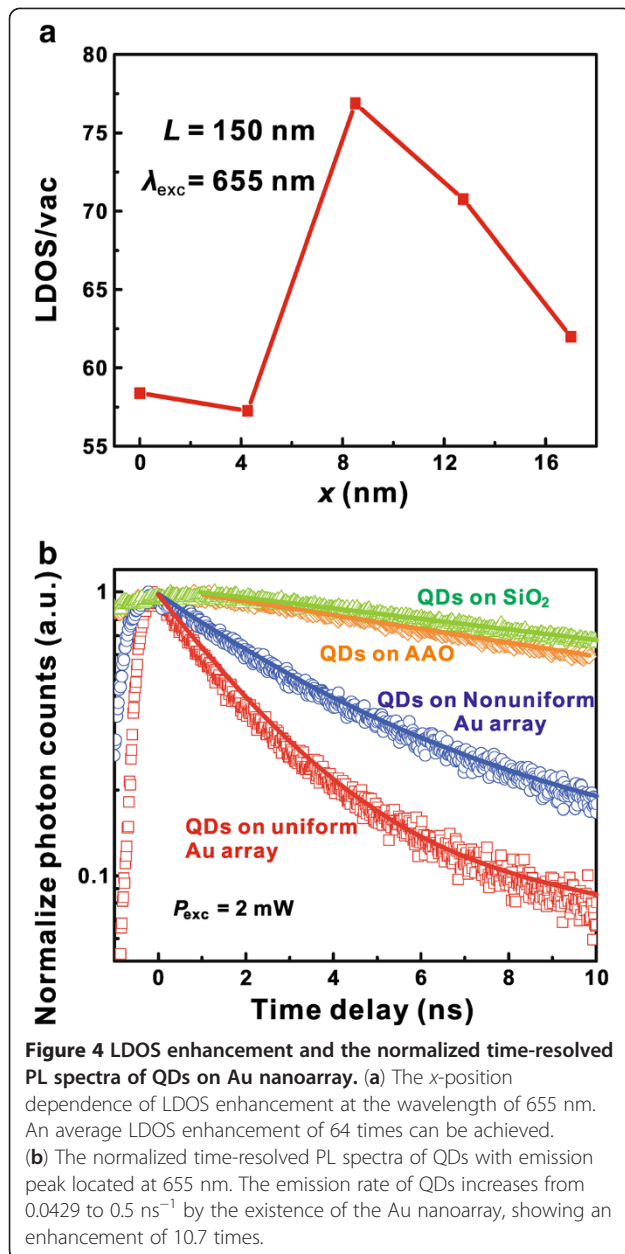 a
80
75
70
65
60
55
LDOS/vac
L = 150 nm
λexc = 655 nm
0 4 8 12 16
x (nm)
b
1
0.1
Normalize photon counts (a.u.)
QDs on SiO₂
QDs on AAO
QDs on Nonuniform
Au array
QDs on uniform
Au array
Pexc = 2 mW
0 2 4 6 8 10
Time delay (ns)
Figure 4 LDOS enhancement and the normalized time-resolved
PL spectra of QDs on Au nanoarray. (a) The x-position
dependence of LDOS enhancement at the wavelength of 655 nm.
An average LDOS enhancement of 64 times can be achieved.
(b) The normalized time-resolved PL spectra of QDs with emission
peak located at 655 nm. The emission rate of QDs increases from
0.0429 to 0.5 ns⁻¹ by the existence of the Au nanoarray, showing an
enhancement of 10.7 times.